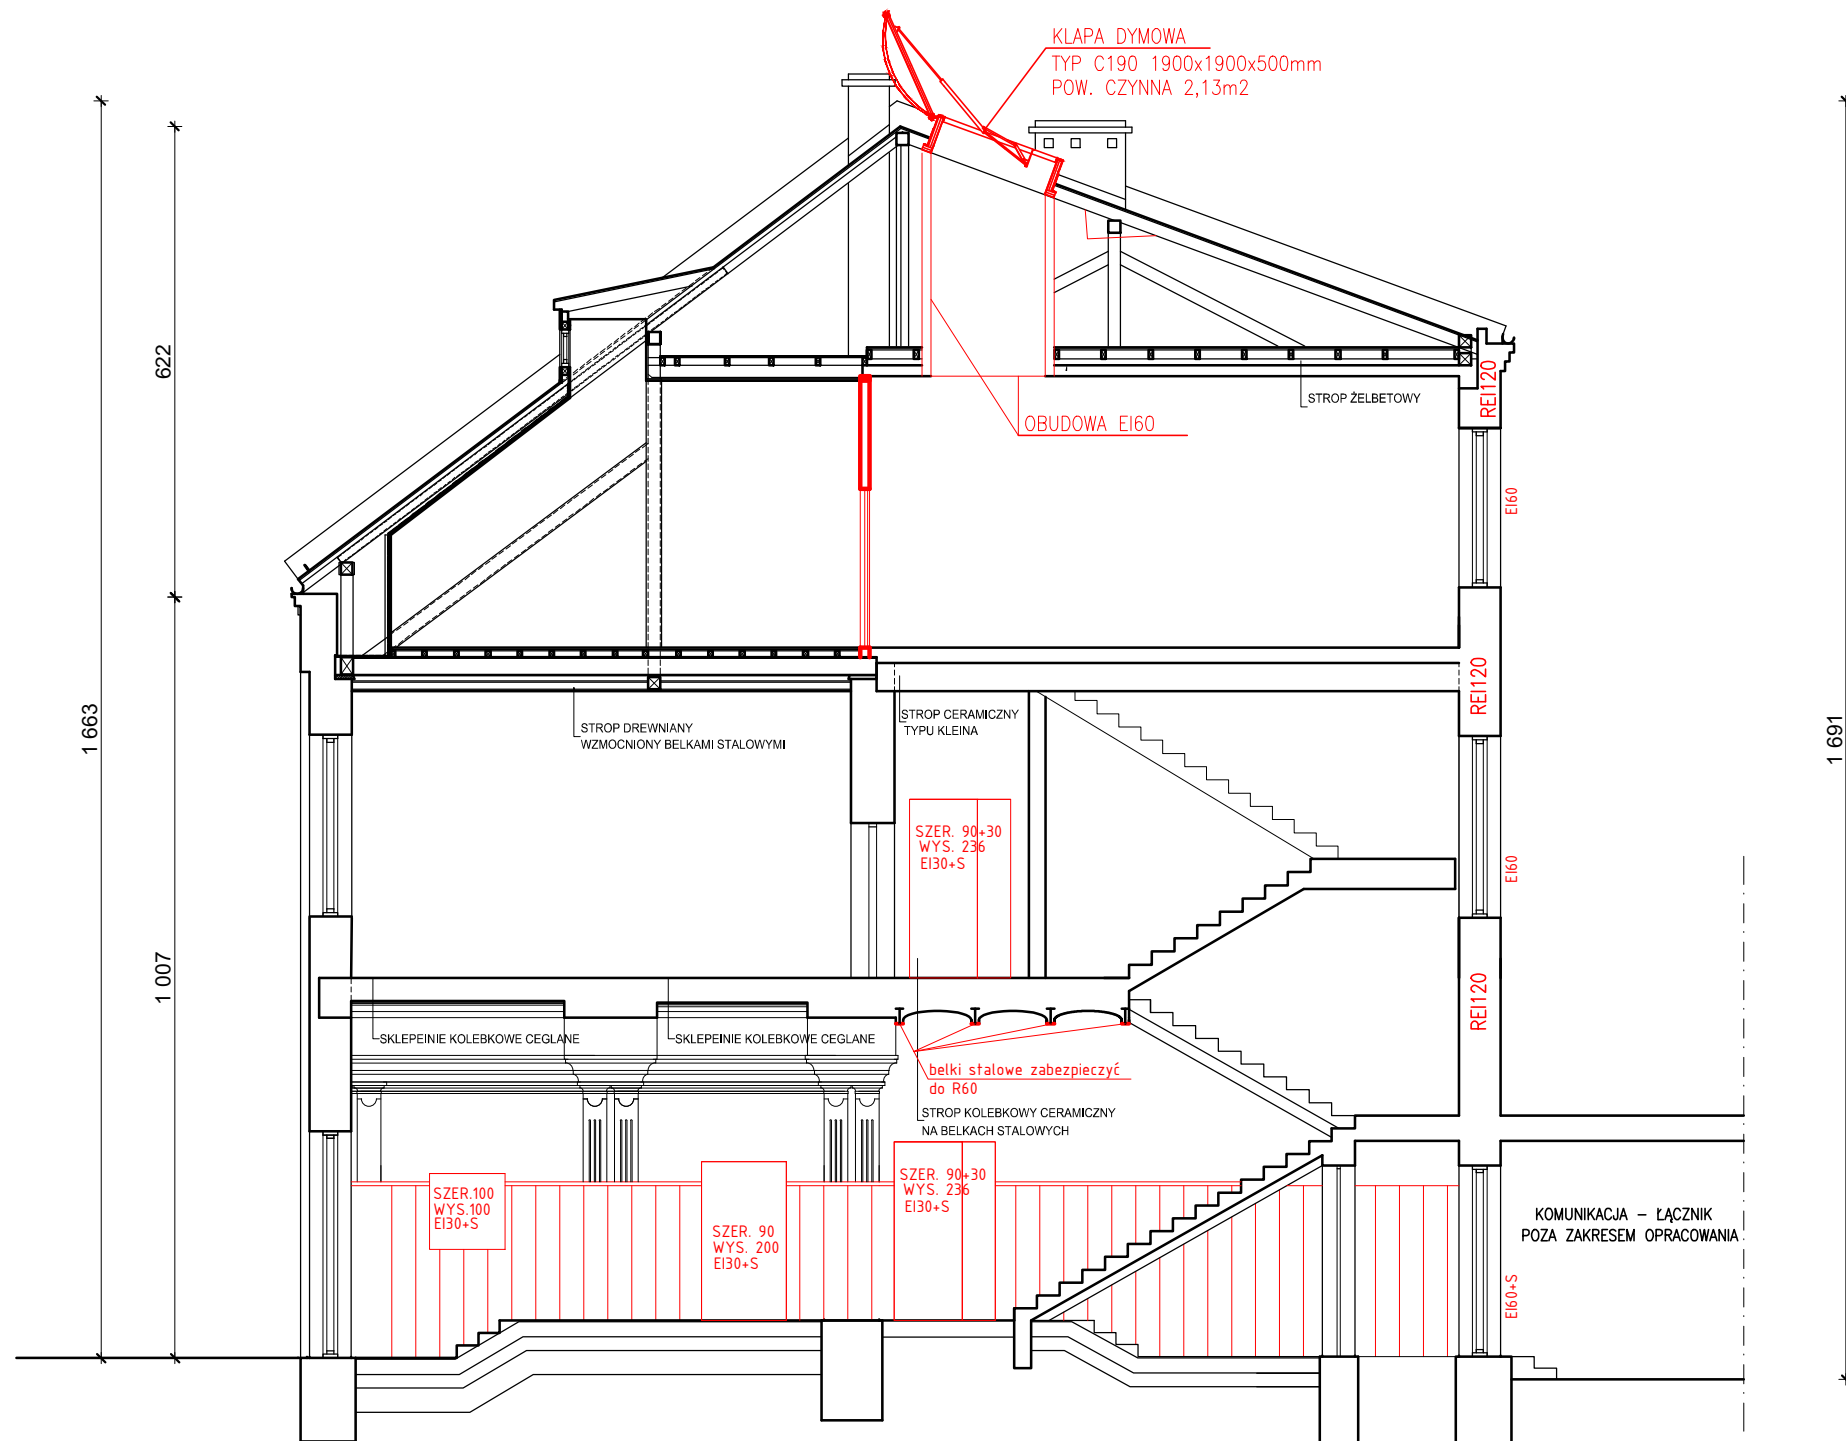 KLAPA DYMOWA
TYP C190 1900x1900x500mm
POW. CZYNNA 2,13m2
622
1 663
1 007
1 691
REI120
STROP ŻELBETOWY
OBUDOWA EI60
EI60
REI120
STROP DREWNIANY
WZMOCNIONY BELKAMI STALOWYMI
STROP CERAMICZNY
TYPU KLEINA
SZER. 90+30
WYS. 236
EI30+S
EI60
REI120
SKLEPEINIE KOLEBKOWE CEGLANE
SKLEPEINIE KOLEBKOWE CEGLANE
belki stalowe zabezpieczyć
do R60
STROP KOLEBKOWY CERAMICZNY
NA BELKACH STALOWYCH
SZER.100
WYS.100
EI30+S
SZER. 90
WYS. 200
EI30+S
SZER. 90+30
WYS. 236
EI30+S
KOMUNIKACJA – ŁĄCZNIK
POZA ZAKRESEM OPRACOWANIA
EI60+S